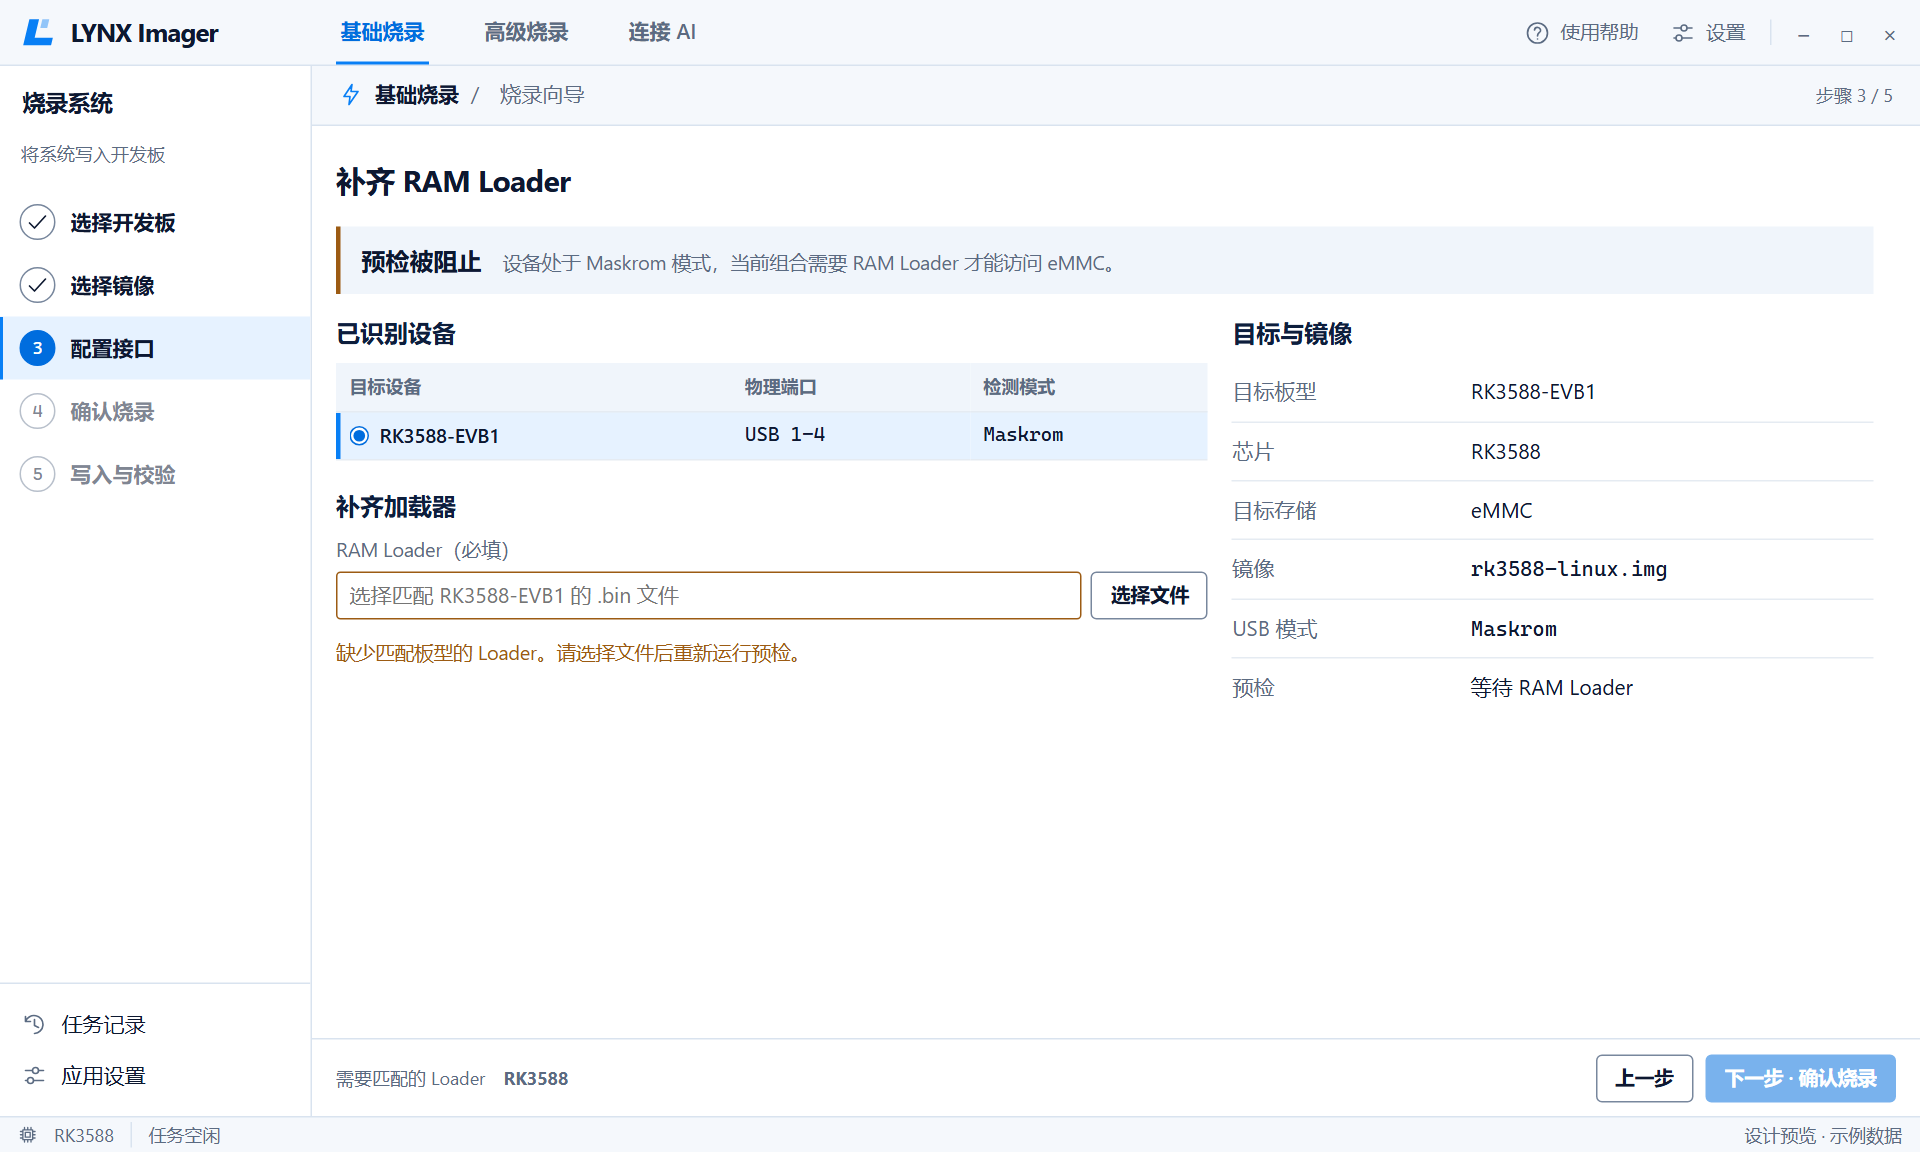 LYNX Imager
基础烧录
高级烧录
连接 AI
使用帮助
设置
烧录系统
将系统写入开发板
选择开发板
选择镜像
3 配置接口
4 确认烧录
5 写入与校验
任务记录
应用设置
基础烧录 / 烧录向导
步骤 3 / 5
补齐 RAM Loader
预检被阻止 设备处于 Maskrom 模式，当前组合需要 RAM Loader 才能访问 eMMC。
已识别设备
目标设备 物理端口 检测模式
RK3588-EVB1 USB 1-4 Maskrom
补齐加载器
RAM Loader（必填）
选择匹配 RK3588-EVB1 的 .bin 文件
选择文件
缺少匹配板型的 Loader。请选择文件后重新运行预检。
目标与镜像
目标板型 RK3588-EVB1
芯片 RK3588
目标存储 eMMC
镜像 rk3588-linux.img
USB 模式 Maskrom
预检 等待 RAM Loader
需要匹配的 Loader RK3588
上一步
下一步 · 确认烧录
RK3588
任务空闲
设计预览 · 示例数据